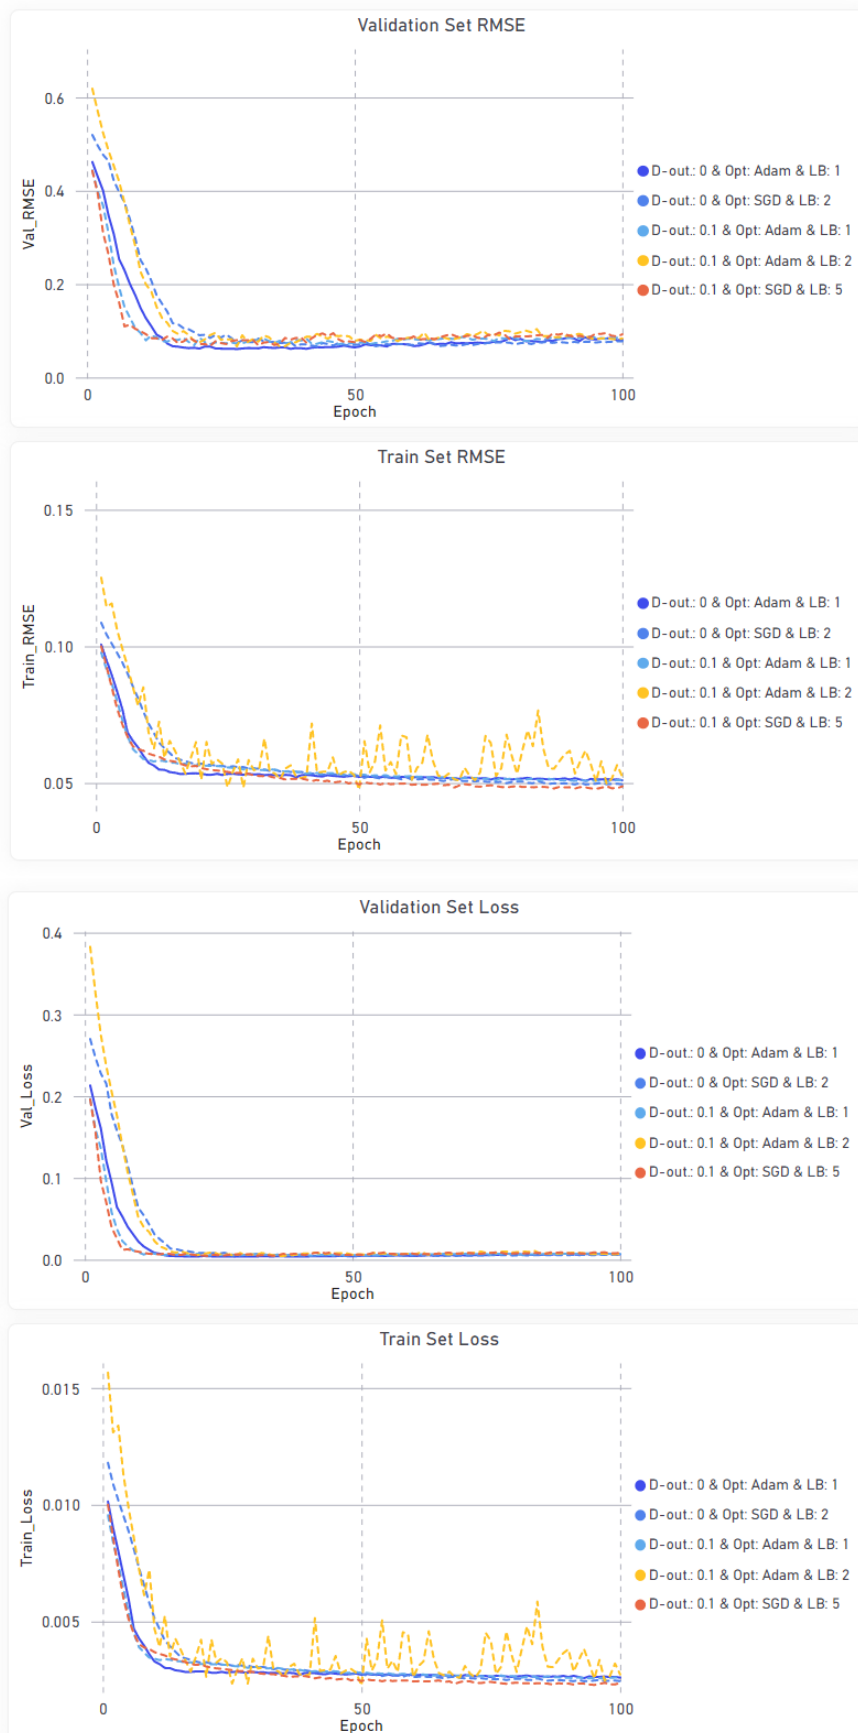 Validation Set RMSE
0.6
0.4
0.2
0.0
Val_RMSE
0
50
100
Epoch
D-out.: 0 & Opt: Adam & LB: 1
D-out.: 0 & Opt: SGD & LB: 2
D-out.: 0.1 & Opt: Adam & LB: 1
D-out.: 0.1 & Opt: Adam & LB: 2
D-out.: 0.1 & Opt: SGD & LB: 5
Train Set RMSE
0.15
0.10
0.05
Train_RMSE
0
50
100
Epoch
D-out.: 0 & Opt: Adam & LB: 1
D-out.: 0 & Opt: SGD & LB: 2
D-out.: 0.1 & Opt: Adam & LB: 1
D-out.: 0.1 & Opt: Adam & LB: 2
D-out.: 0.1 & Opt: SGD & LB: 5
Validation Set Loss
0.4
0.3
0.2
0.1
0.0
Val_Loss
0
50
100
Epoch
D-out.: 0 & Opt: Adam & LB: 1
D-out.: 0 & Opt: SGD & LB: 2
D-out.: 0.1 & Opt: Adam & LB: 1
D-out.: 0.1 & Opt: Adam & LB: 2
D-out.: 0.1 & Opt: SGD & LB: 5
Train Set Loss
0.015
0.010
0.005
Train_Loss
0
50
100
Epoch
D-out.: 0 & Opt: Adam & LB: 1
D-out.: 0 & Opt: SGD & LB: 2
D-out.: 0.1 & Opt: Adam & LB: 1
D-out.: 0.1 & Opt: Adam & LB: 2
D-out.: 0.1 & Opt: SGD & LB: 5